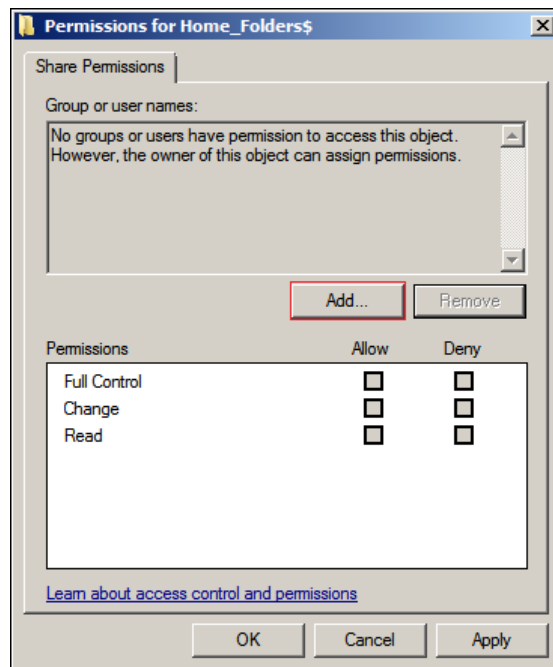 Permissions for Home_Folders$
Share Permissions
Group or user names:
No groups or users have permission to access this object.
However, the owner of this object can assign permissions.
Add...
Remove
Permissions Allow Deny
Full Control
Change
Read
Learn about access control and permissions
OK Cancel Apply